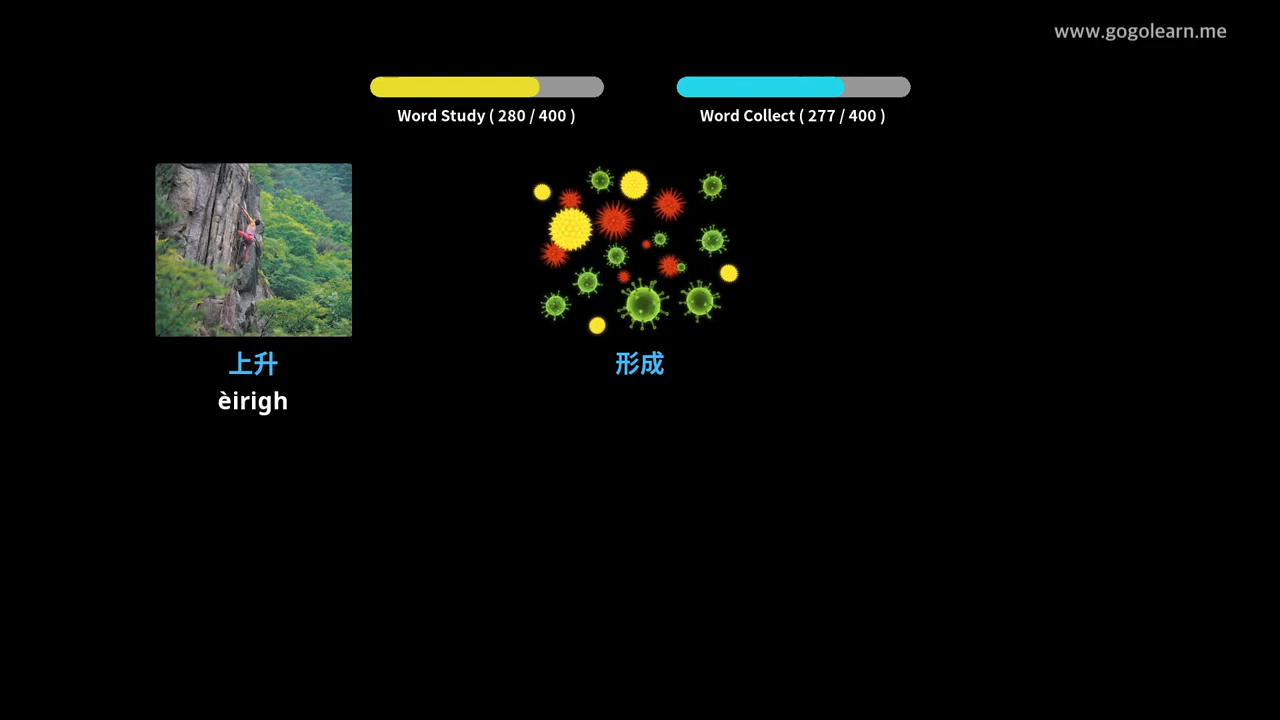 www.gogolearn.me
Word Study ( 280 / 400 )
Word Collect ( 277 / 400 )
上升
èirigh
形成